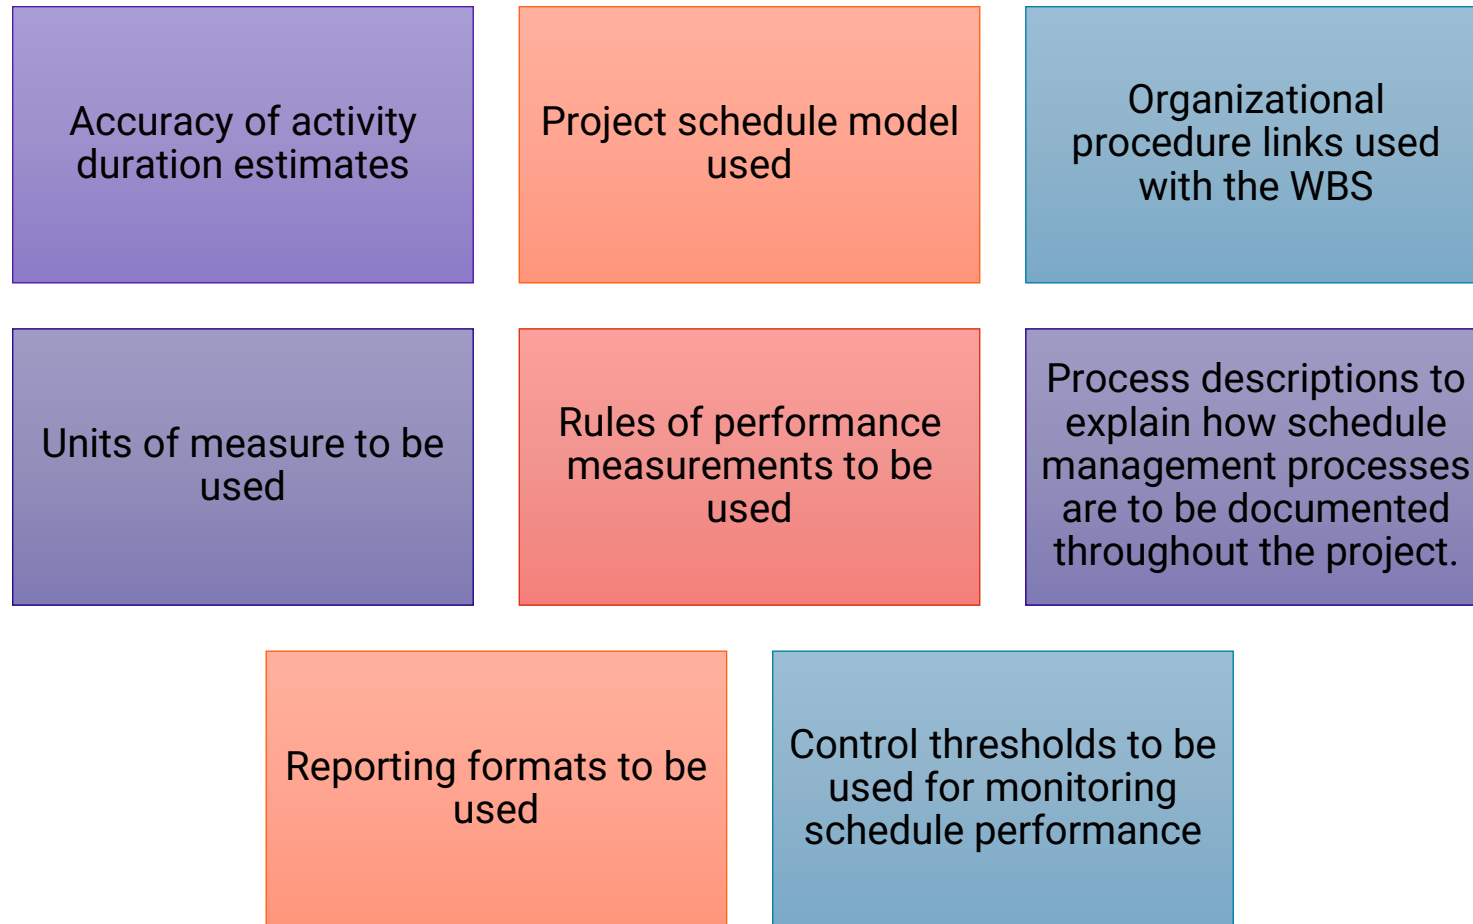 Accuracy of activity
duration estimates
Project schedule model
used
Organizational
procedure links used
with the WBS
Units of measure to be
used
Rules of performance
measurements to be
used
Process descriptions to
explain how schedule
management processes
are to be documented
throughout the project.
Reporting formats to be
used
Control thresholds to be
used for monitoring
schedule performance